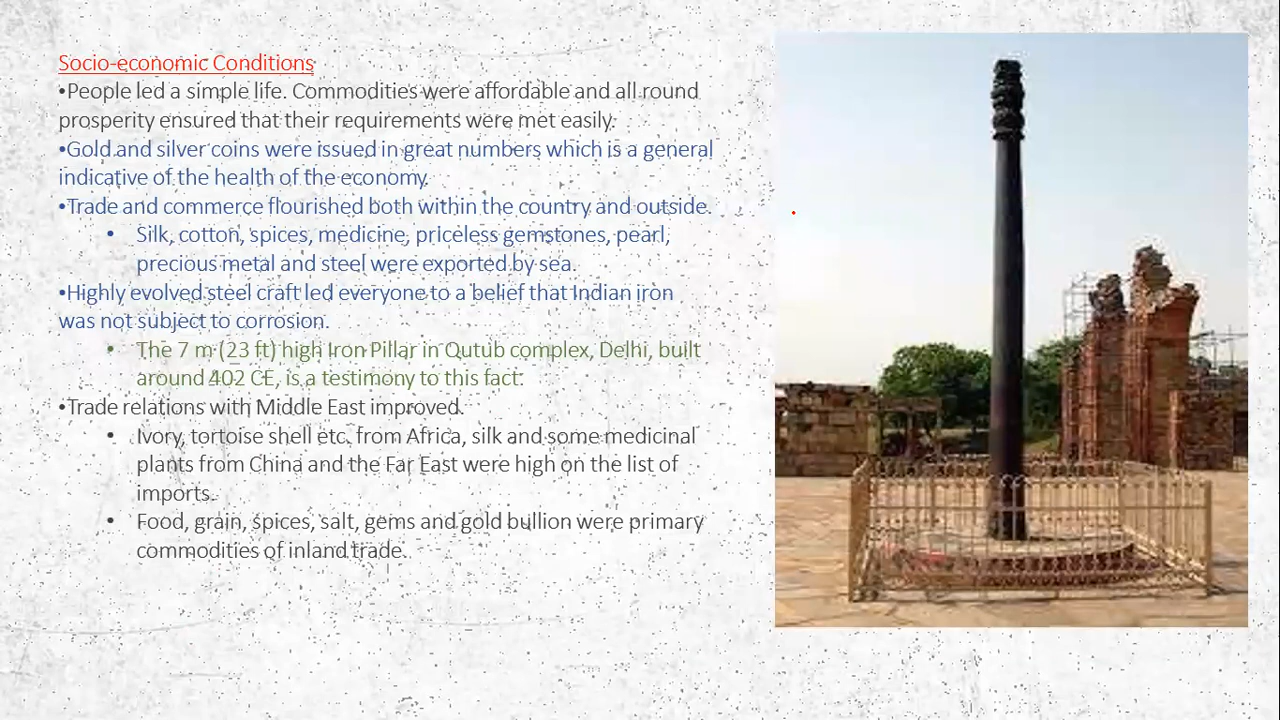 Socio-economic Conditions
•People led a simple life. Commodities were affordable and all round
prosperity ensured that their requirements were met easily.
•Gold and silver coins were issued in great numbers which is a general
indicative of the health of the economy.
•Trade and commerce flourished both within the country and outside.
• Silk, cotton, spices, medicine, priceless gemstones, pearl,
precious metal and steel were exported by sea.
•Highly evolved steel craft led everyone to a belief that Indian iron
was not subject to corrosion.
• The 7 m (23 ft) high Iron Pillar in Qutub complex, Delhi, built
around 402 CE, is a testimony to this fact.
•Trade relations with Middle East improved.
• Ivory, tortoise shell etc. from Africa, silk and some medicinal
plants from China and the Far East were high on the list of
imports.
• Food, grain, spices, salt, gems and gold bullion were primary
commodities of inland trade.